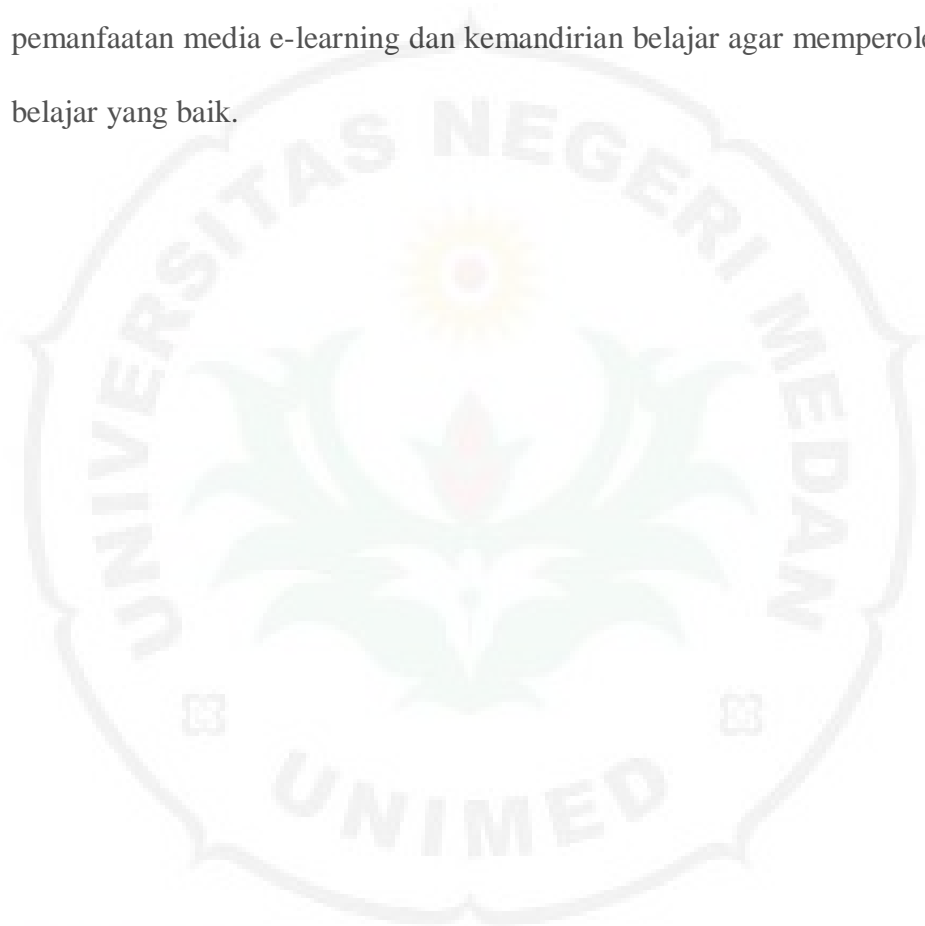 pemanfaatan media e-learning dan kemandirian belajar agar memperol
belajar yang baik.
UNIVERSITAS NEGERI MEDAN
UNIMED